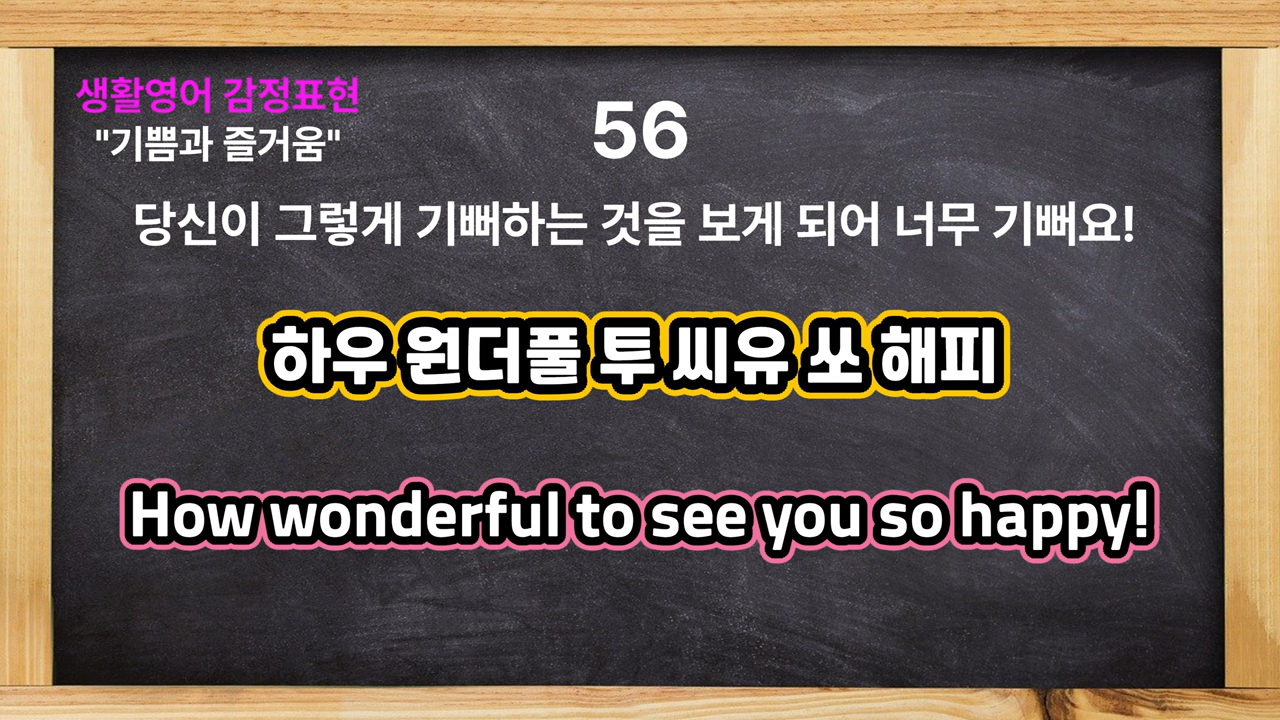 생활영어 감정표현
"기쁨과 즐거움"
56
당신이 그렇게 기뻐하는 것을 보게 되어 너무 기뻐요!
하우 원더풀 투 씨유 쏘 해피
How wonderful to see you so happy!